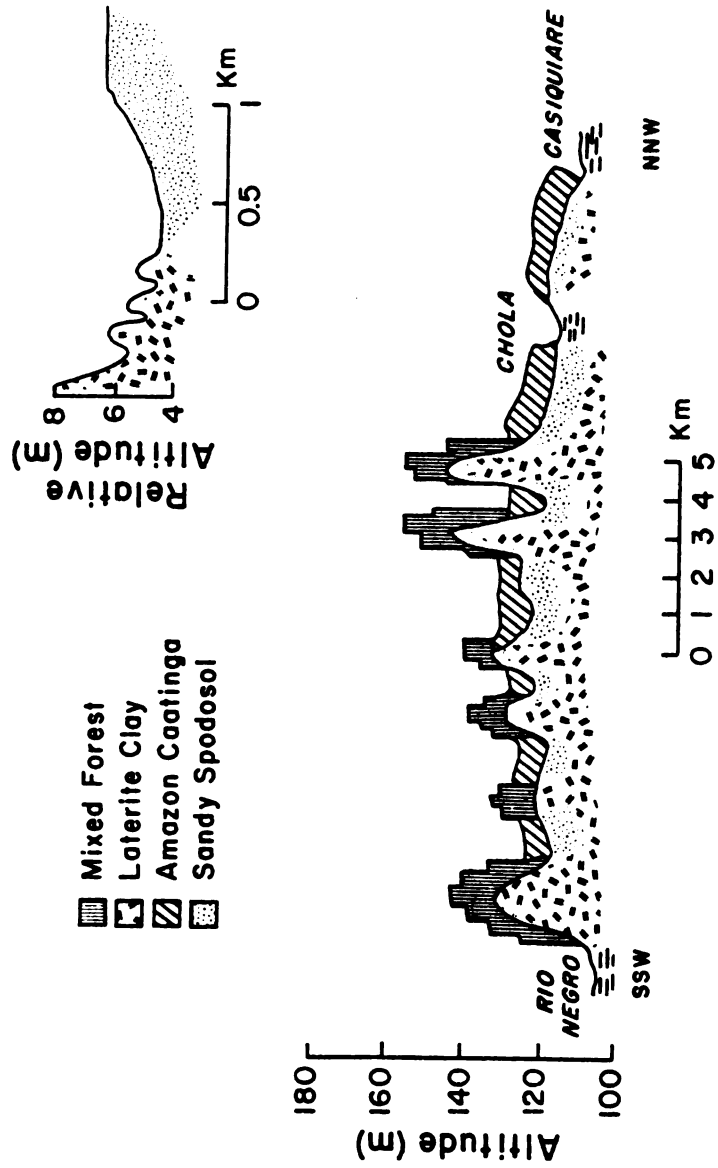 Mixed Forest
Laterite Clay
Amazon Caatinga
Sandy Spodosol
Relative
Altitude (m)
8
6
4
0 0.5 1
Km
Altitude (m)
180
160
140
120
100
RIO
NEGRO
SSW
CHOLA
CASIQUIARE
NNW
0 1 2 3 4 5
Km